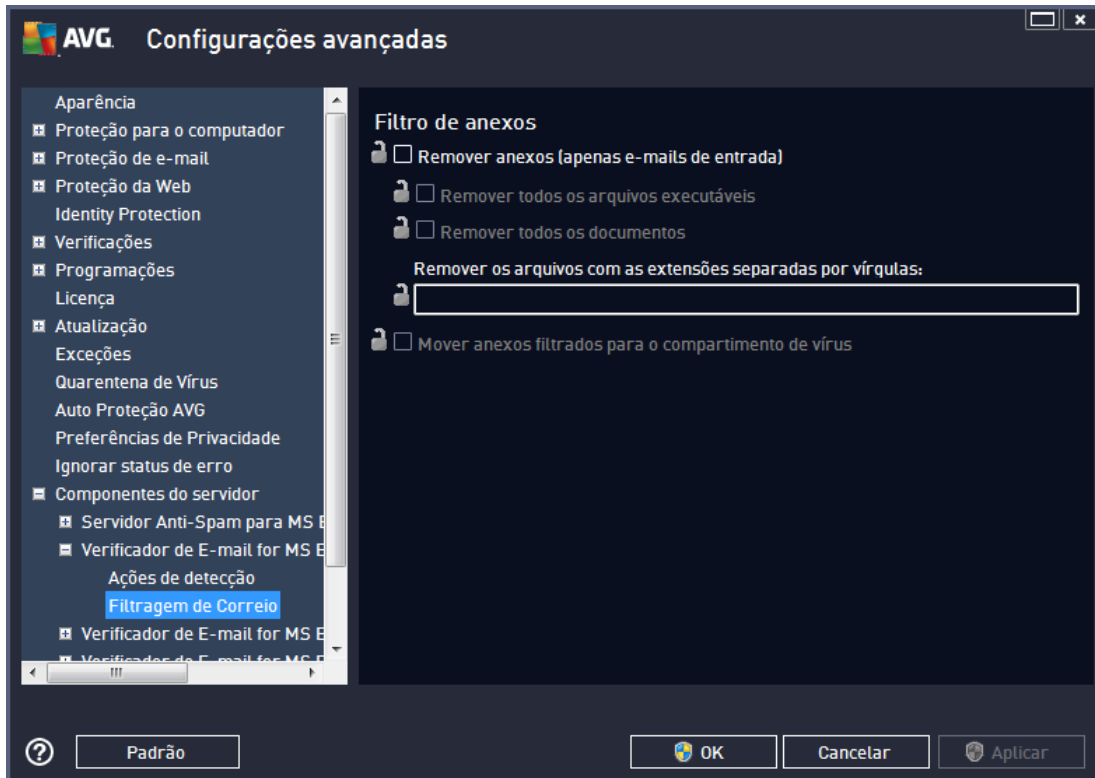 AVG. Configurações avançadas
Aparência
Proteção para o computador
Proteção de e-mail
Proteção da Web
Identity Protection
Verificações
Programações
Licença
Atualização
Exceções
Quarentena de Vírus
Auto Proteção AVG
Preferências de Privacidade
Ignorar status de erro
Componentes do servidor
Servidor Anti-Spam para MS E
Verificador de E-mail for MS E
Ações de detecção
Filtragem de Correio
Verificador de E-mail for MS E
Verificador de E-mail for MS E
Filtro de anexos
Remover anexos (apenas e-mails de entrada)
Remover todos os arquivos executáveis
Remover todos os documentos
Remover os arquivos com as extensões separadas por vírgulas:
Mover anexos filtrados para o compartimento de vírus
Padrão
OK
Cancelar
Aplicar